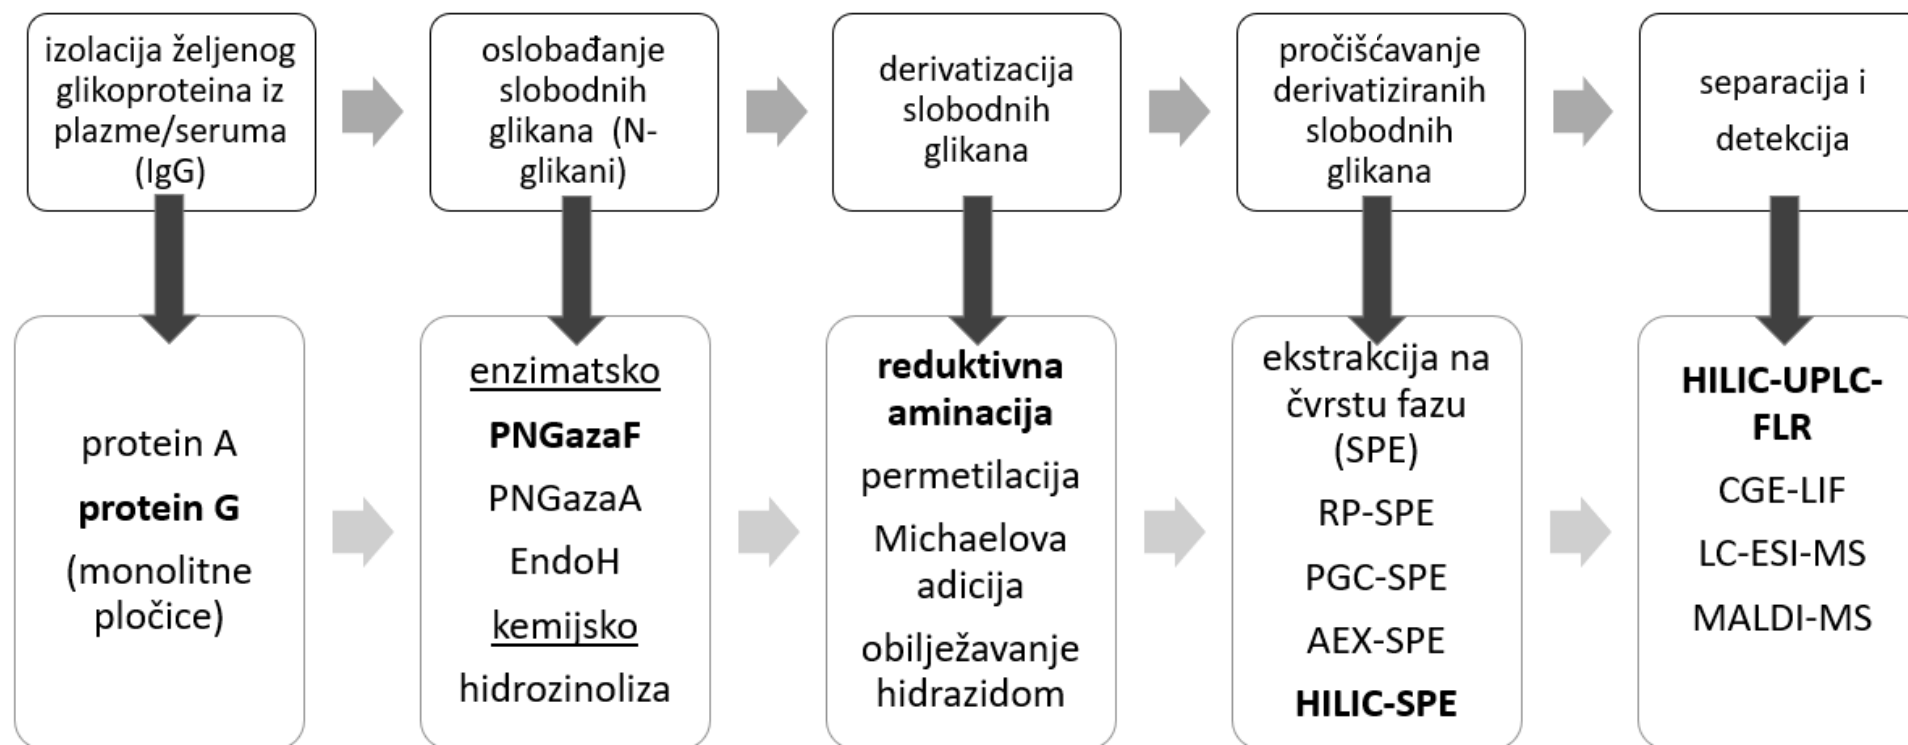 izolacija željenog
glikoproteina iz
plazme/seruma
(IgG)
oslobađanje
slobodnih
glikana (N-
glikani)
derivatizacija
slobodnih
glikana
pročišćavanje
derivatiziranih
slobodnih
glikana
separacija i
detekcija
protein A
protein G
(monolitne
pločice)
enzimatsko
PNGazaF
PNGazaA
EndoH
kemijsko
hidrozinoliza
reduktivna
aminacija
permetilacija
Michaelova
adicija
obilježavanje
hidrazidom
ekstrakcija na
čvrstu fazu
(SPE)
RP-SPE
PGC-SPE
AEX-SPE
HILIC-SPE
HILIC-UPLC-
FLR
CGE-LIF
LC-ESI-MS
MALDI-MS